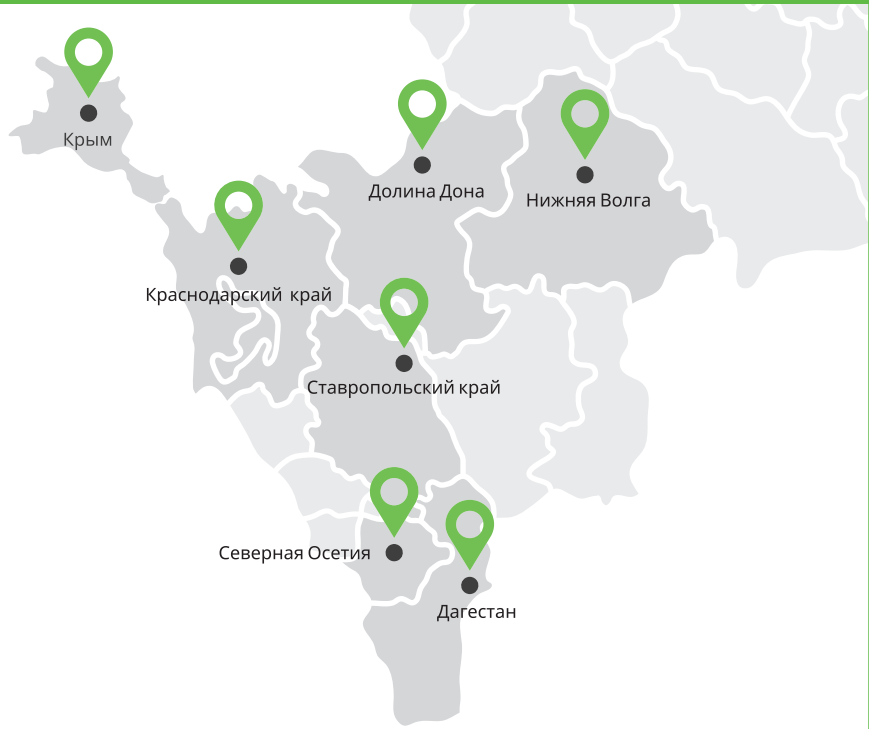 Крым
Долина Дона
Нижняя Волга
Краснодарский край
Ставропольский край
Северная Осетия
Дагестан